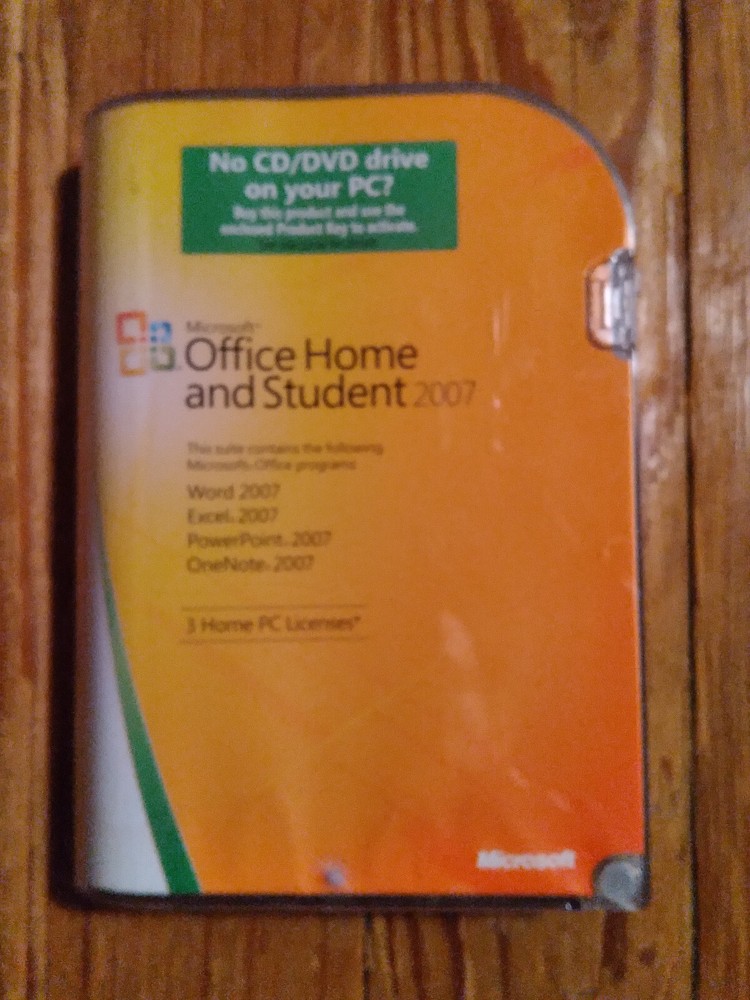 No CD/DVD drive
on your PC?
Buy this product and use the
enclosed Product Key to activate.
Microsoft®
Office Home
and Student 2007
This suite contains the following
Microsoft® Office programs
Word 2007
Excel® 2007
PowerPoint® 2007
OneNote® 2007
3 Home PC Licenses*
Microsoft